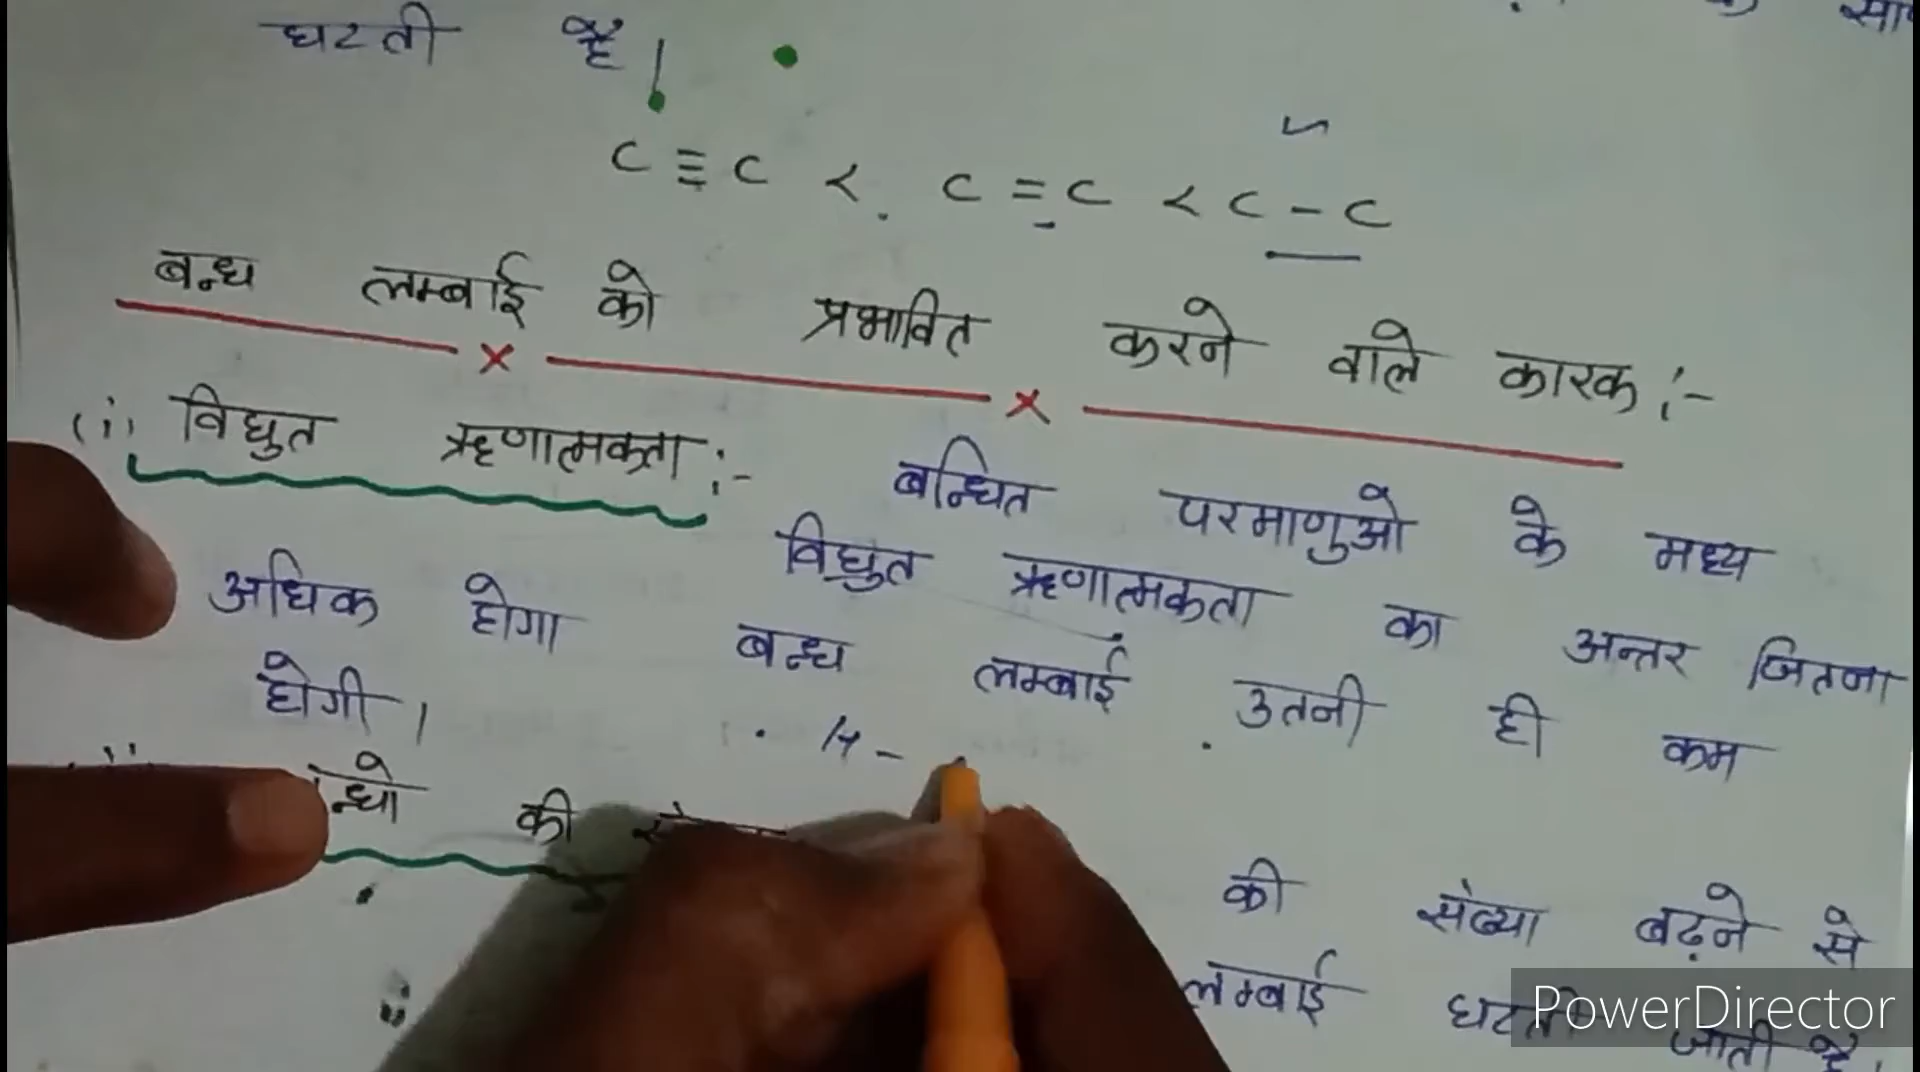 घटती है।
C ≡ C < C = C < C - C
बन्ध लम्बाई को प्रभावित करने वाले कारक :-
(i) विधुत ऋणात्मकता :- बन्धित परमाणुओ के मध्य
विधुत ऋणात्मकता का अन्तर जितना
अधिक होगा बन्ध लम्बाई उतनी ही कम
होगी।
H -
न्धो की
की संख्या बढ़ने से
लम्बाई घटती जाती है।
PowerDirector